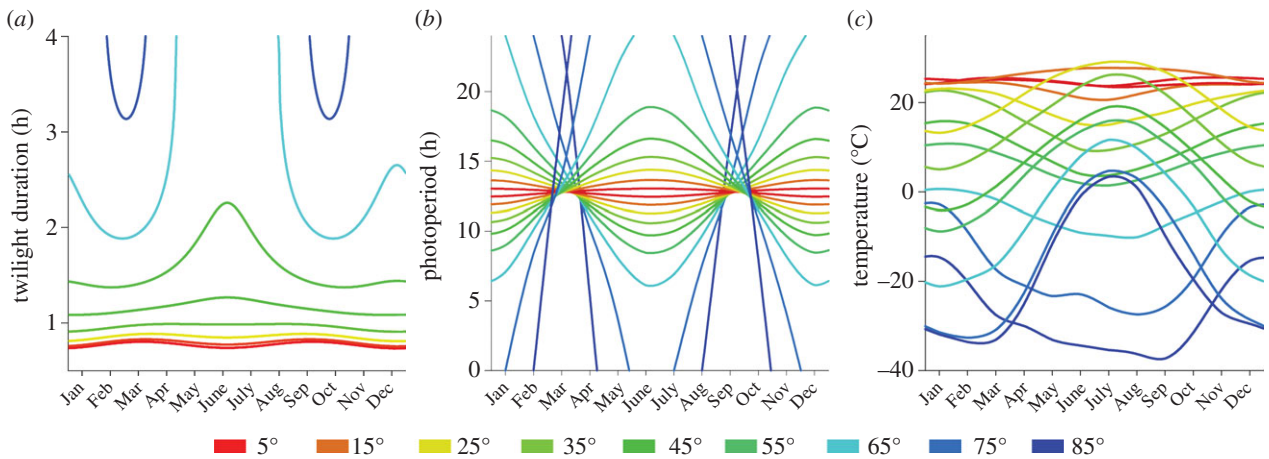 (a)
(b)
(c)
twilight duration (h)
4
3
2
1
Jan
Feb
Mar
Apr
May
June
July
Aug
Sep
Oct
Nov
Dec
photoperiod (h)
20
15
10
5
0
Jan
Feb
Mar
Apr
May
June
July
Aug
Sep
Oct
Nov
Dec
temperature (°C)
20
0
−20
−40
Jan
Feb
Mar
Apr
May
June
July
Aug
Sep
Oct
Nov
Dec
5° 15° 25° 35° 45° 55° 65° 75° 85°